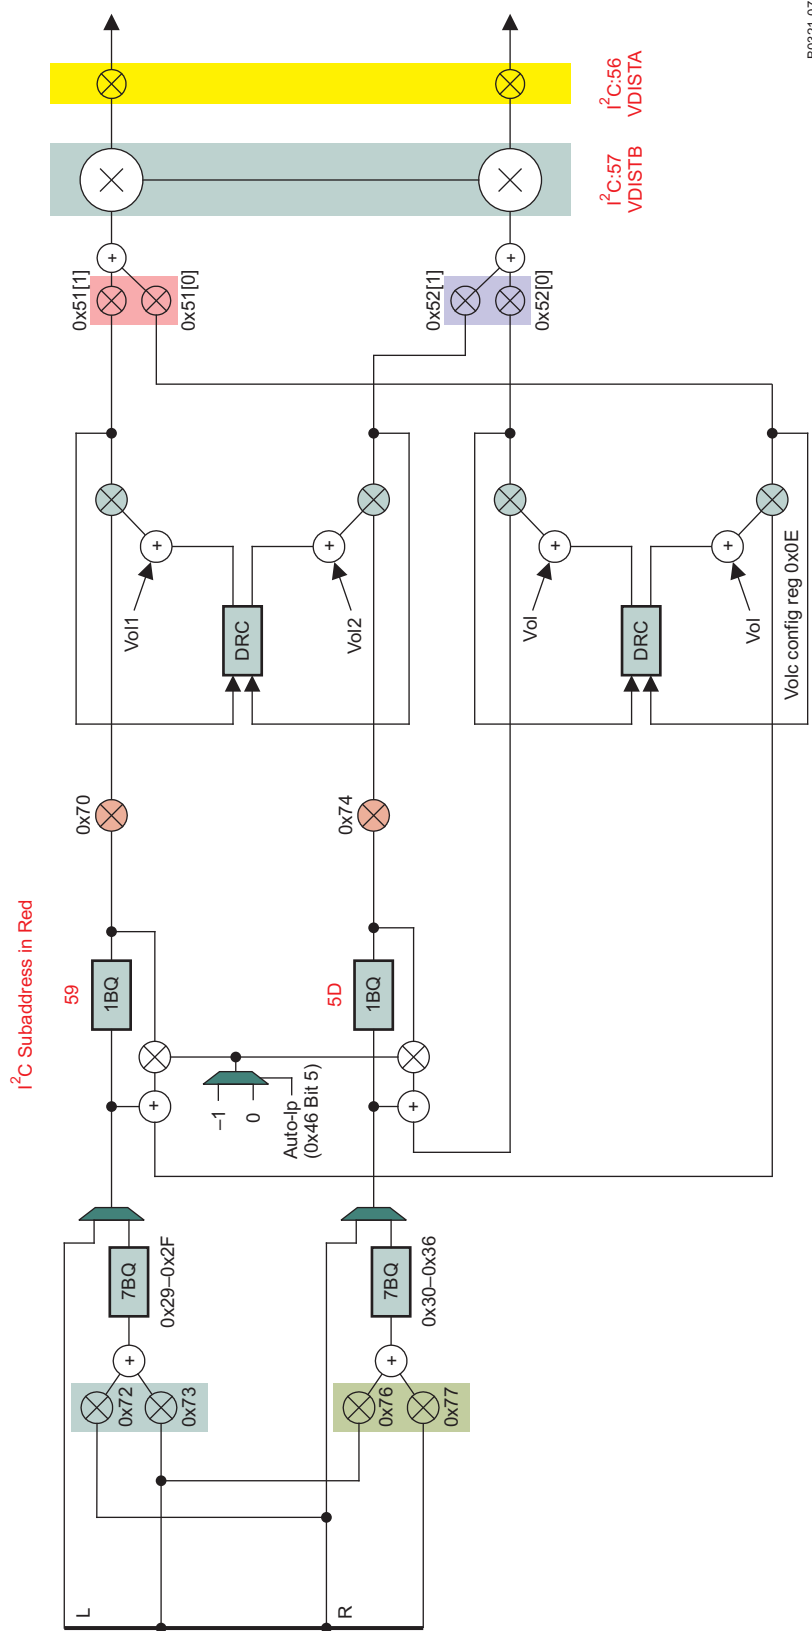 I²C Subaddress in Red
L
R
0x72
0x73
0x76
0x77
+
+
7BQ
0x29–0x2F
7BQ
0x30–0x36
+
+
–1
0
Auto-lp
(0x46 Bit 5)
59
1BQ
5D
1BQ
0x70
0x74
Vol1
+
DRC
Vol2
+
Vol
+
DRC
Vol
+
Volc config reg 0x0E
0x51[1]
0x51[0]
+
0x52[1]
0x52[0]
+
I²C:57
VDISTB
I²C:56
VDISTA